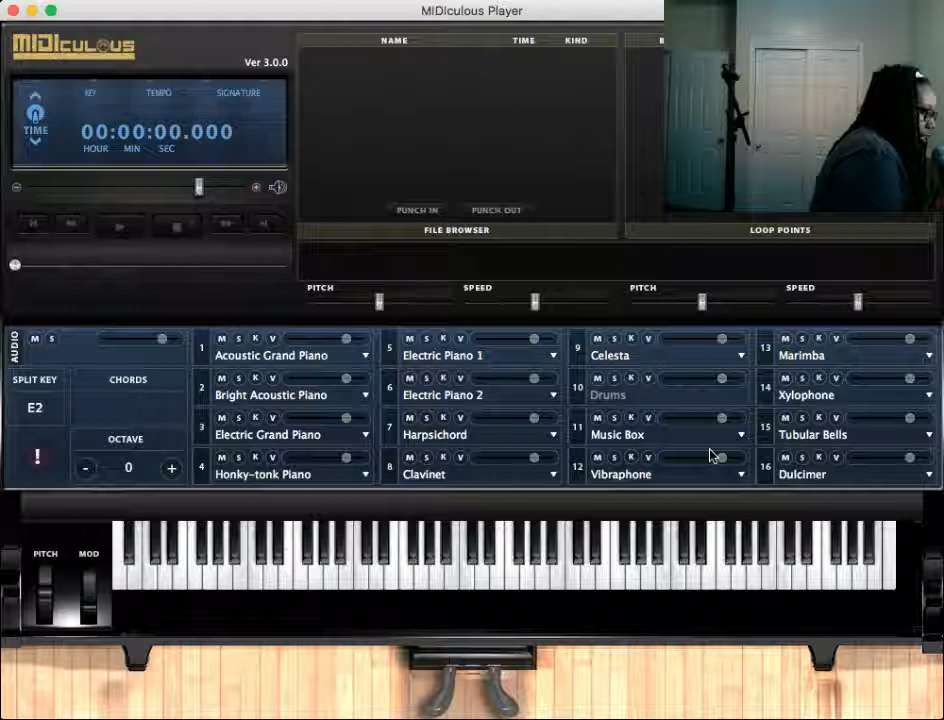 MIDIculous Player
MIDIculous
Ver 3.0.0
NAME TIME KIND
KEY TEMPO SIGNATURE
TIME
00:00:00.000
HOUR MIN SEC
PUNCH IN PUNCH OUT
FILE BROWSER LOOP POINTS
PITCH SPEED PITCH SPEED
AUDIO
M S
1 M S K V Acoustic Grand Piano
5 M S K V Electric Piano 1
9 M S K V Celesta
13 M S K V Marimba
SPLIT KEY CHORDS
E2
2 M S K V Bright Acoustic Piano
6 M S K V Electric Piano 2
10 M S K V Drums
14 M S K V Xylophone
3 M S K V Electric Grand Piano
7 M S K V Harpsichord
11 M S K V Music Box
15 M S K V Tubular Bells
OCTAVE
! - 0 +
4 M S K V Honky-tonk Piano
8 M S K V Clavinet
12 M S K V Vibraphone
16 M S K V Dulcimer
PITCH MOD